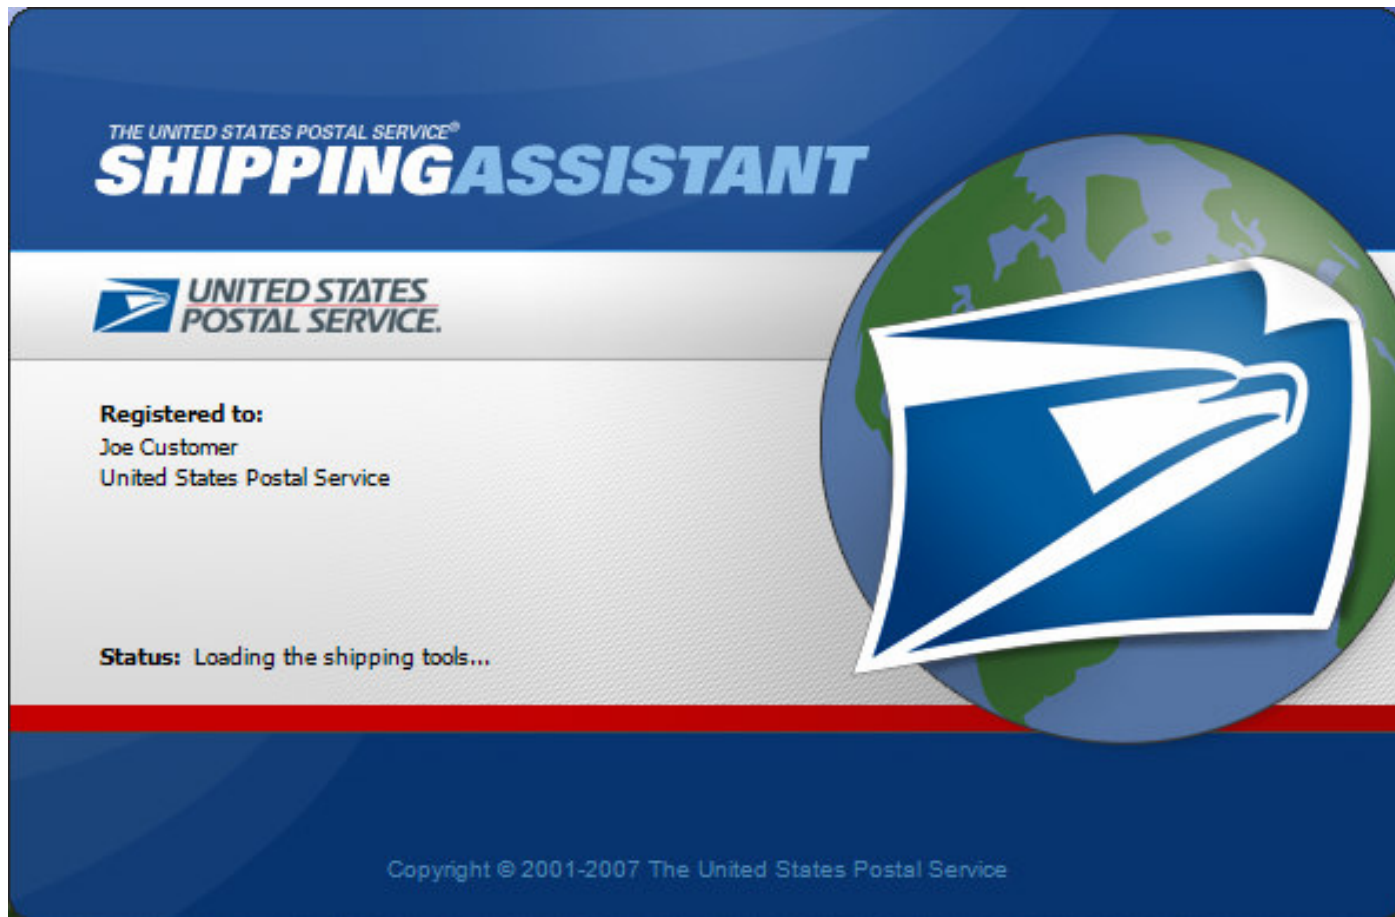 THE UNITED STATES POSTAL SERVICE®
SHIPPINGASSISTANT
UNITED STATES
POSTAL SERVICE.
Registered to:
Joe Customer
United States Postal Service
Status: Loading the shipping tools...
Copyright © 2001-2007 The United States Postal Service